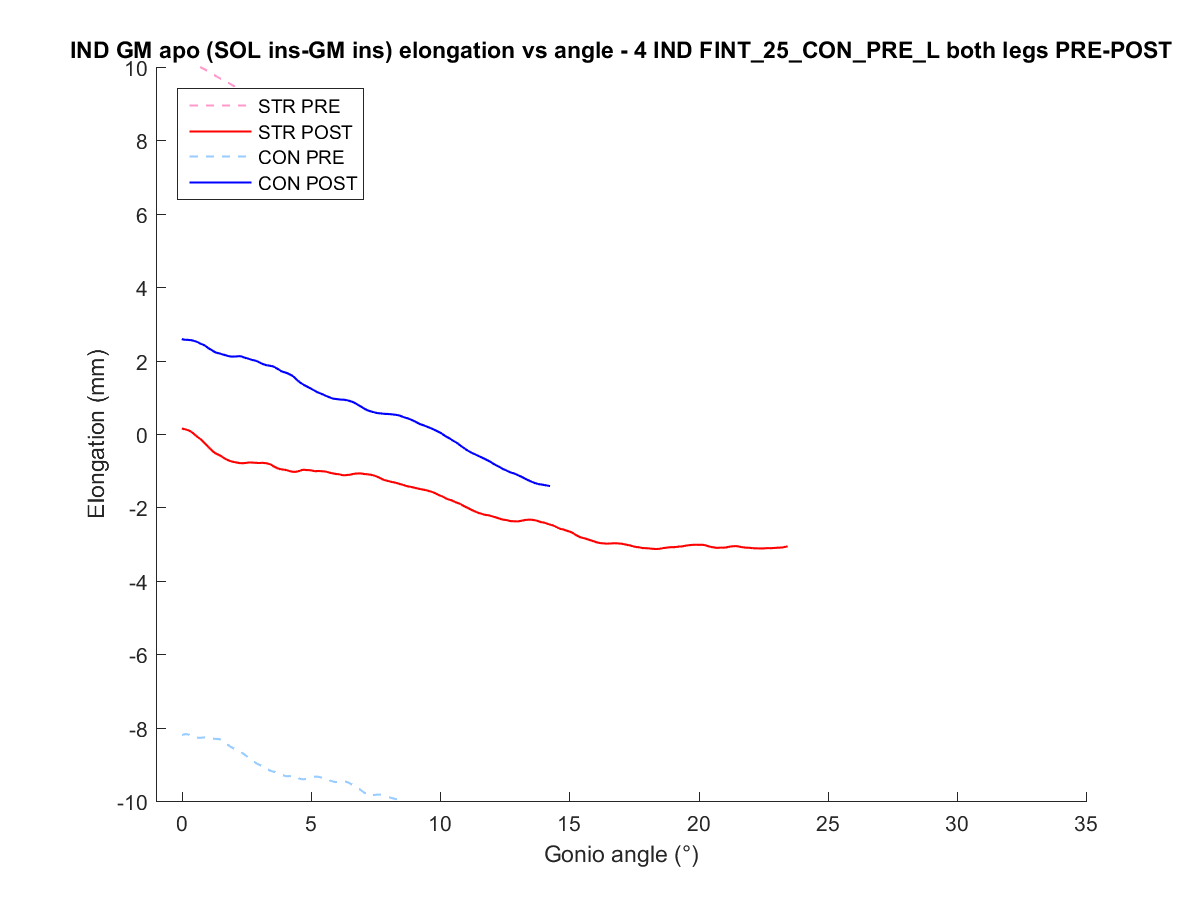 IND GM apo (SOL ins-GM ins) elongation vs angle - 4 IND FINT_25_CON_PRE_L both legs PRE-POST
10
8
6
4
2
0
-2
-4
-6
-8
-10
Elongation (mm)
STR PRE
STR POST
CON PRE
CON POST
0 5 10 15 20 25 30 35
Gonio angle (°)